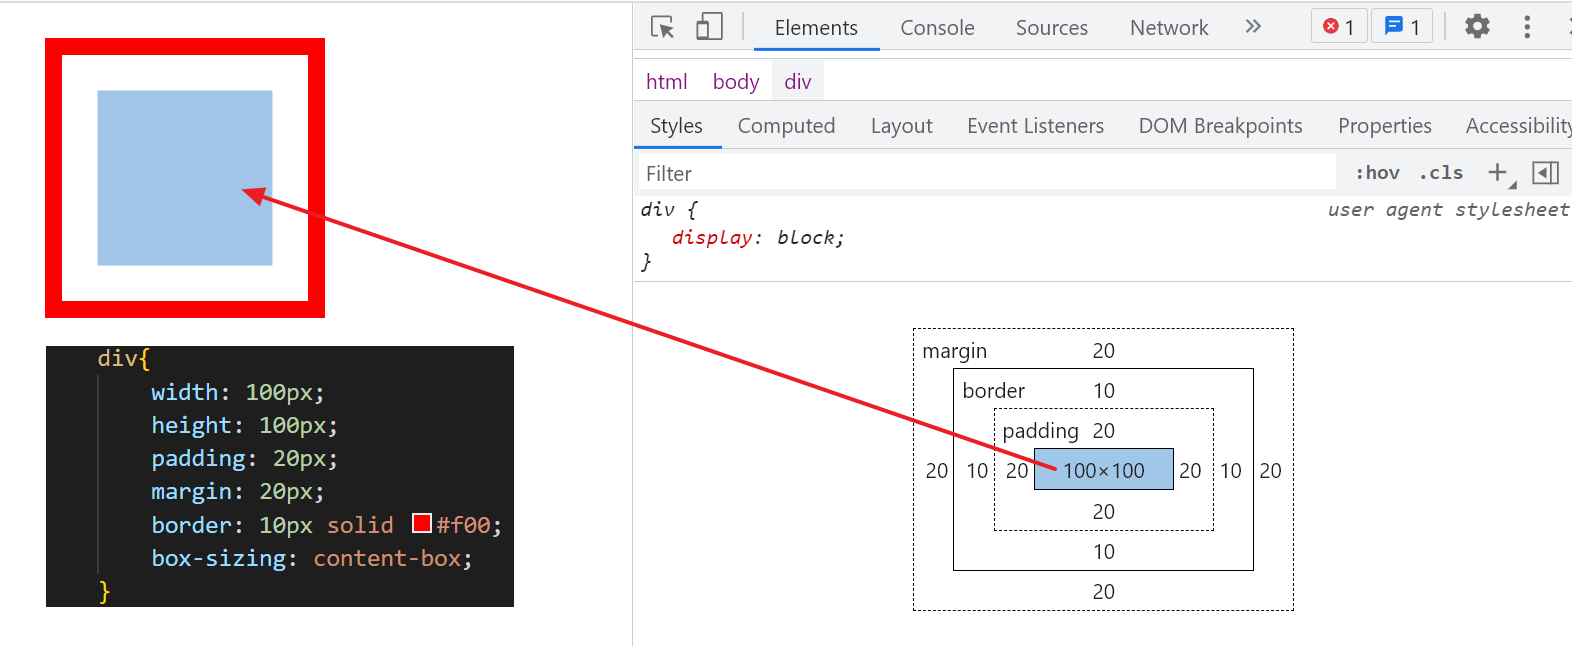 Elements Console Sources Network » 1 1
html body div
Styles Computed Layout Event Listeners DOM Breakpoints Properties Accessibility
Filter :hov .cls +
div { user agent stylesheet
display: block;
}
div{
width: 100px;
height: 100px;
padding: 20px;
margin: 20px;
border: 10px solid #f00;
box-sizing: content-box;
}
margin 20
border 10
padding 20
20 10 20 100×100 20 10 20
20
10
20